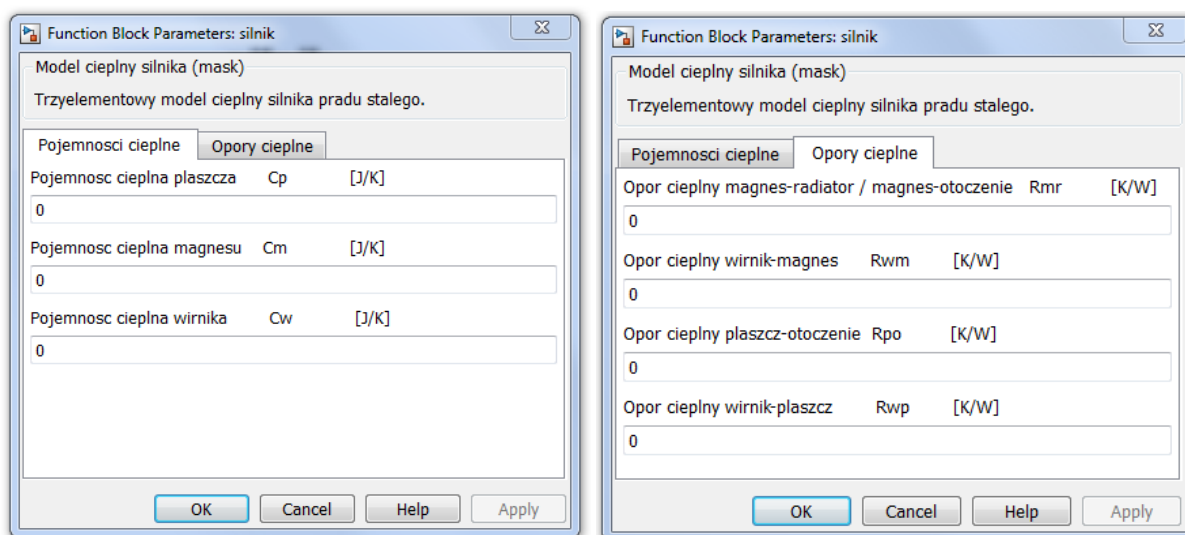 Function Block Parameters: silnik
Model cieplny silnika (mask)
Trzyelementowy model cieplny silnika pradu stalego.
Pojemnosci cieplne Opory cieplne
Pojemnosc cieplna plaszcza Cp [J/K]
0
Pojemnosc cieplna magnesu Cm [J/K]
0
Pojemnosc cieplna wirnika Cw [J/K]
0
OK Cancel Help Apply
Function Block Parameters: silnik
Model cieplny silnika (mask)
Trzyelementowy model cieplny silnika pradu stalego.
Pojemnosci cieplne Opory cieplne
Opor cieplny magnes-radiator / magnes-otoczenie Rmr [K/W]
0
Opor cieplny wirnik-magnes Rwm [K/W]
0
Opor cieplny plaszcz-otoczenie Rpo [K/W]
0
Opor cieplny wirnik-plaszcz Rwp [K/W]
0
OK Cancel Help Apply